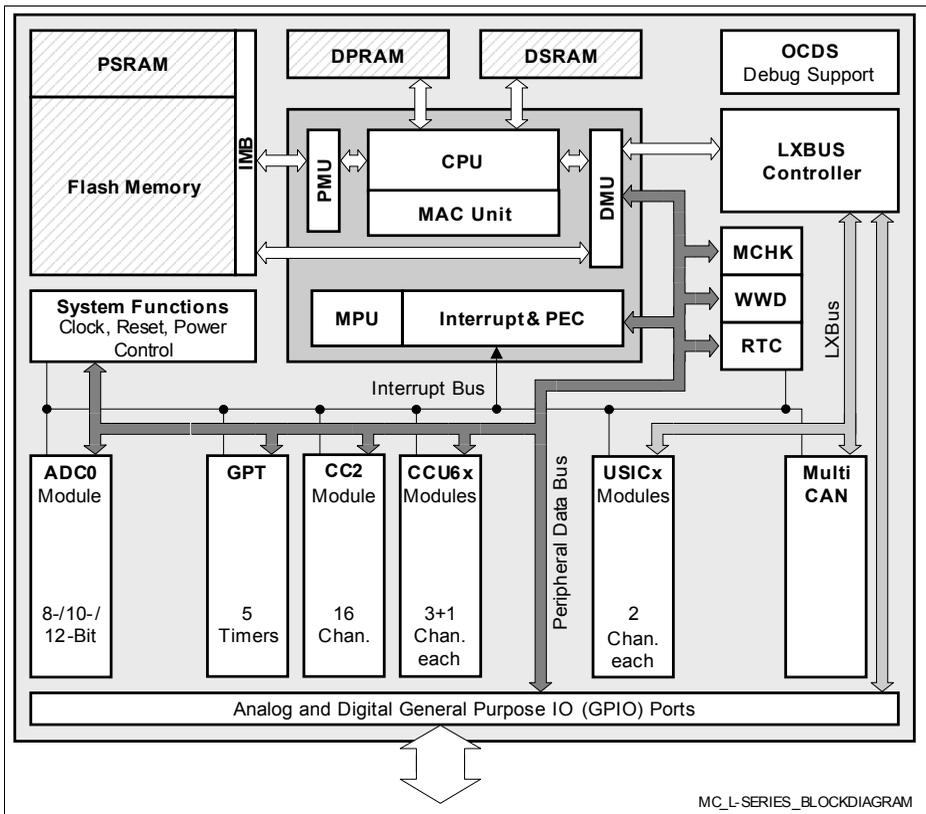 PSRAM
Flash Memory
IMB
DPRAM
DSRAM
OCDS
Debug Support
PMU
CPU
MAC Unit
DMU
LXBUS
Controller
MPU
Interrupt & PEC
MCHK
WWD
RTC
System Functions
Clock, Reset, Power
Control
Interrupt Bus
LXBus
ADC0
Module
8-/10-/
12-Bit
GPT
5
Timers
CC2
Module
16
Chan.
CCU6x
Modules
3+1
Chan.
each
Peripheral Data Bus
USICx
Modules
2
Chan.
each
Multi
CAN
Analog and Digital General Purpose IO (GPIO) Ports
MC_L-SERIES_BLOCKDIAGRAM